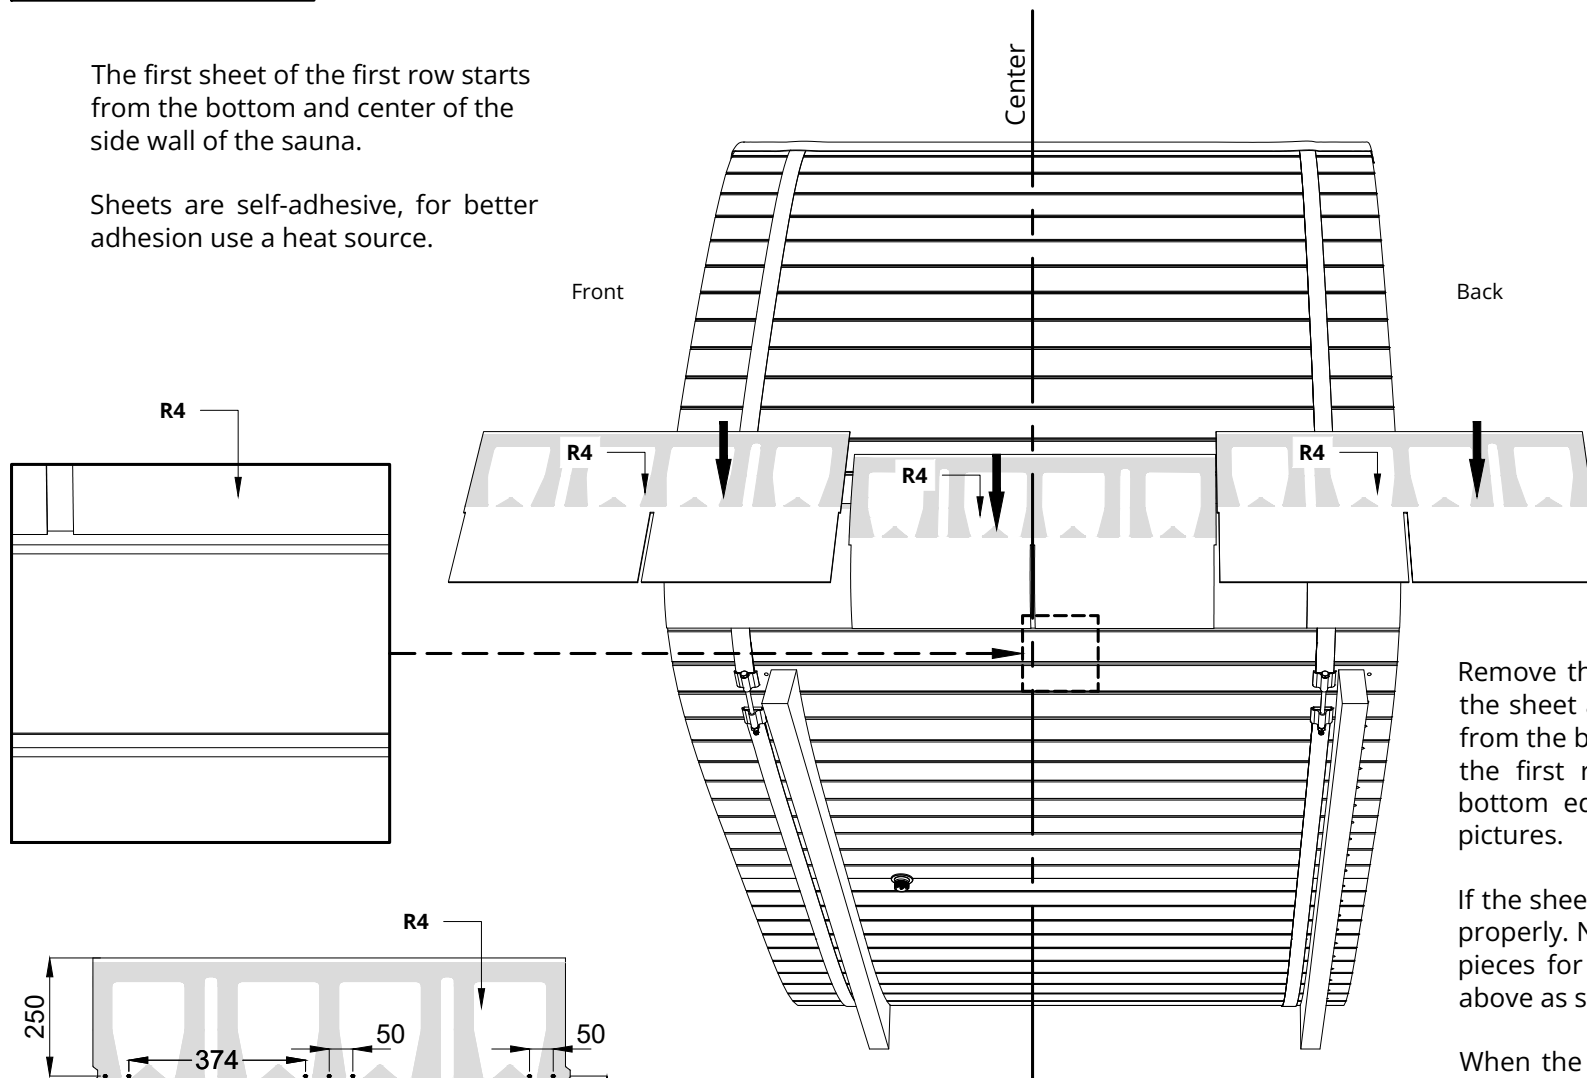 The first sheet of the first row starts
from the bottom and center of the
side wall of the sauna.
Sheets are self-adhesive, for better
adhesion use a heat source.
Center
Front
Back
R4
R4
R4
R4
Remove
the sheet
from the
the first
bottom
pictures.
If the
properly.
pieces for
above as
When the
R4
250
374
50
50